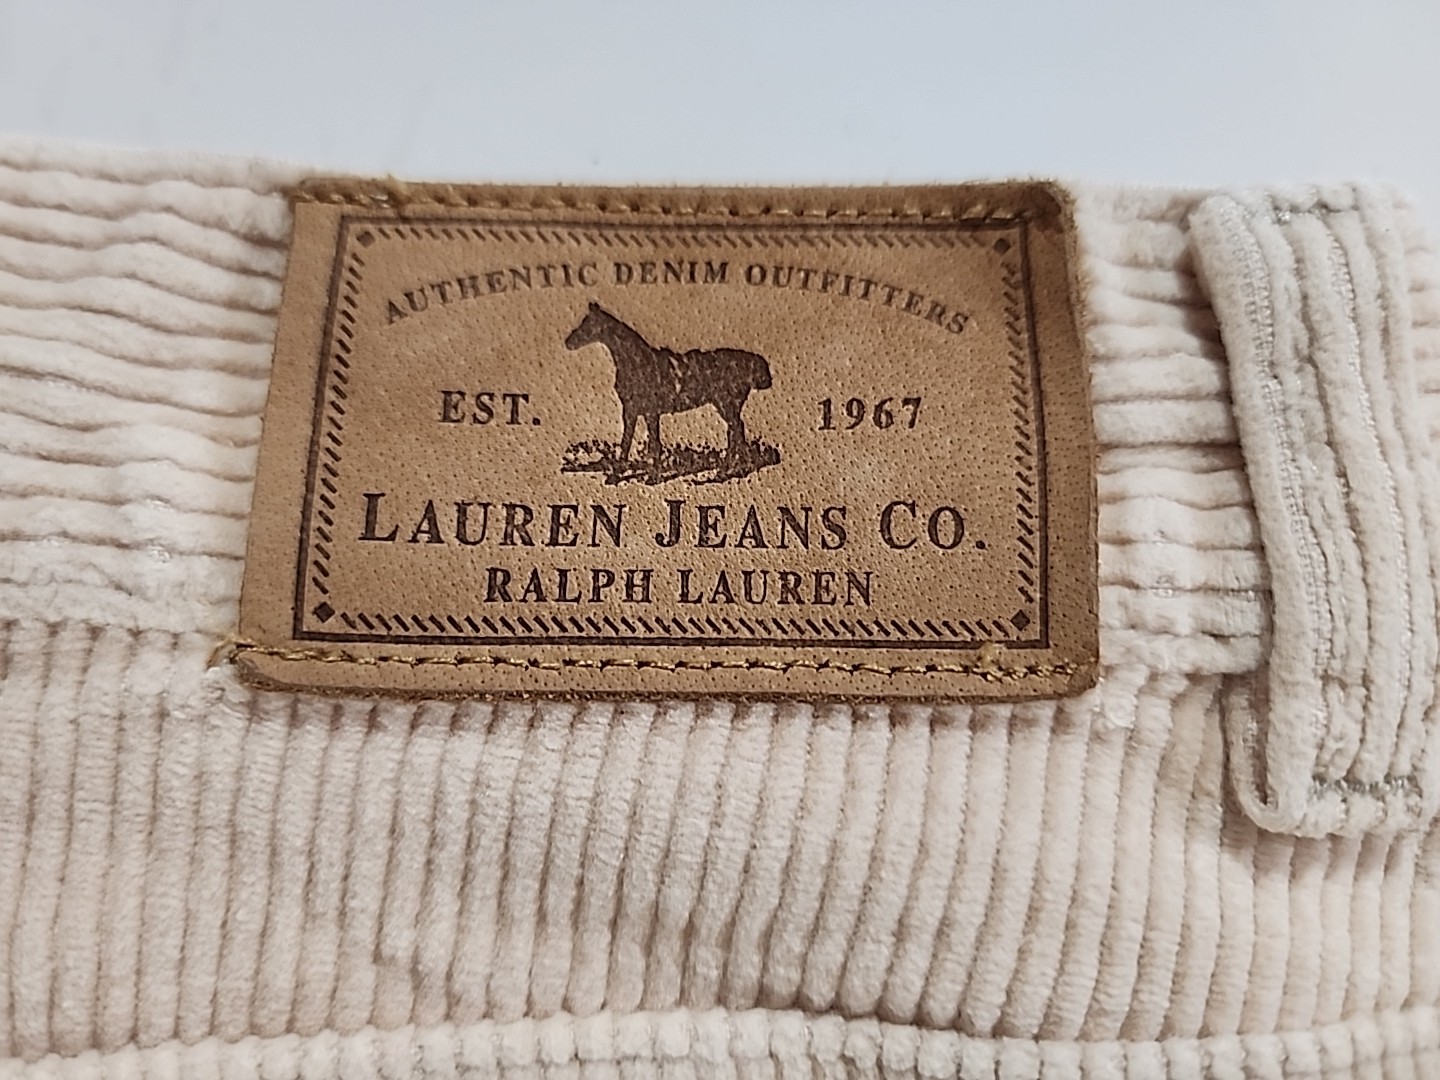 AUTHENTIC DENIM OUTFITTERS
EST. 1967
LAUREN JEANS CO.
RALPH LAUREN